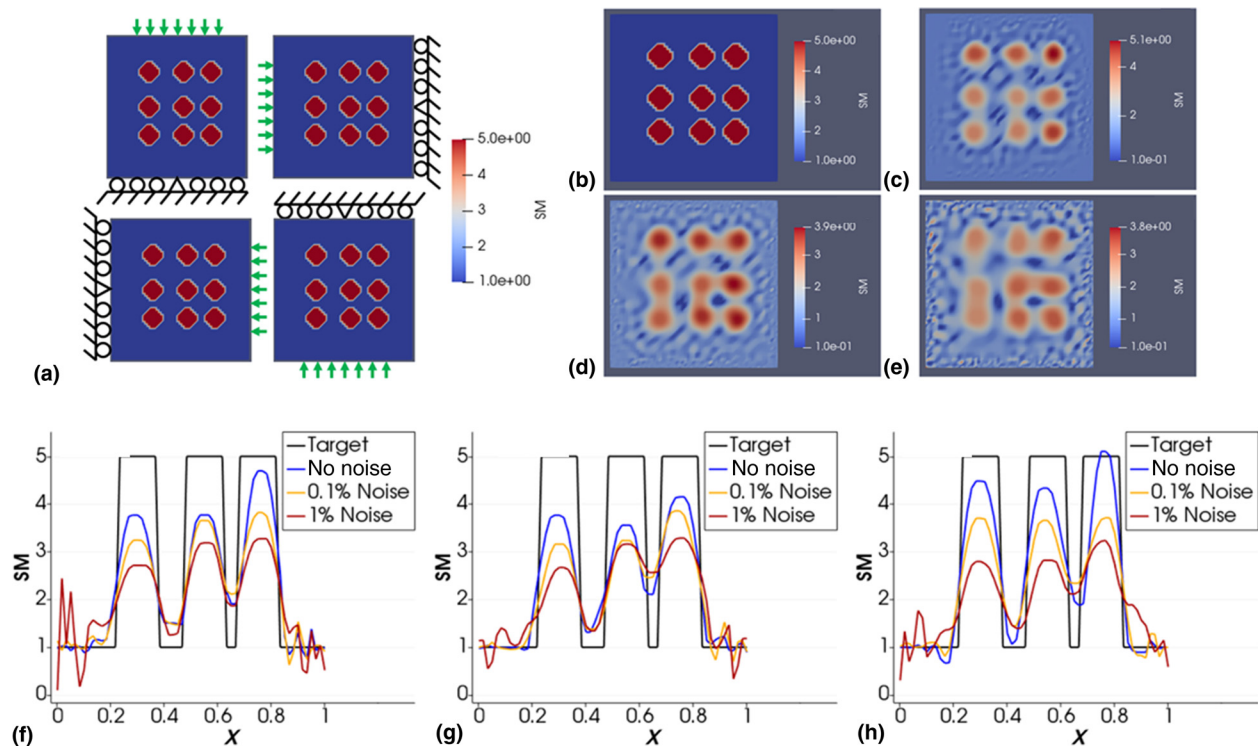 5.0e+00
4
3
2
1.0e+00
SM
(a)
5.0e+00
4
3
2
1.00e+00
SM
(b)
5.1e+00
4
3
2
1.0e-01
SM
(c)
3.9e+00
3
2
1
1.0e-01
SM
(d)
3.8e+00
3
2
1
1.0e-01
SM
(e)
Target
No noise
0.1% Noise
1% Noise
5
4
3
2
1
0
SM
0 0.2 0.4 0.6 0.8 1
X
(f)
Target
No noise
0.1% Noise
1% Noise
5
4
3
2
1
0
SM
0 0.2 0.4 0.6 0.8 1
X
(g)
Target
No noise
0.1% Noise
1% Noise
5
4
3
2
1
0
SM
0 0.2 0.4 0.6 0.8 1
X
(h)